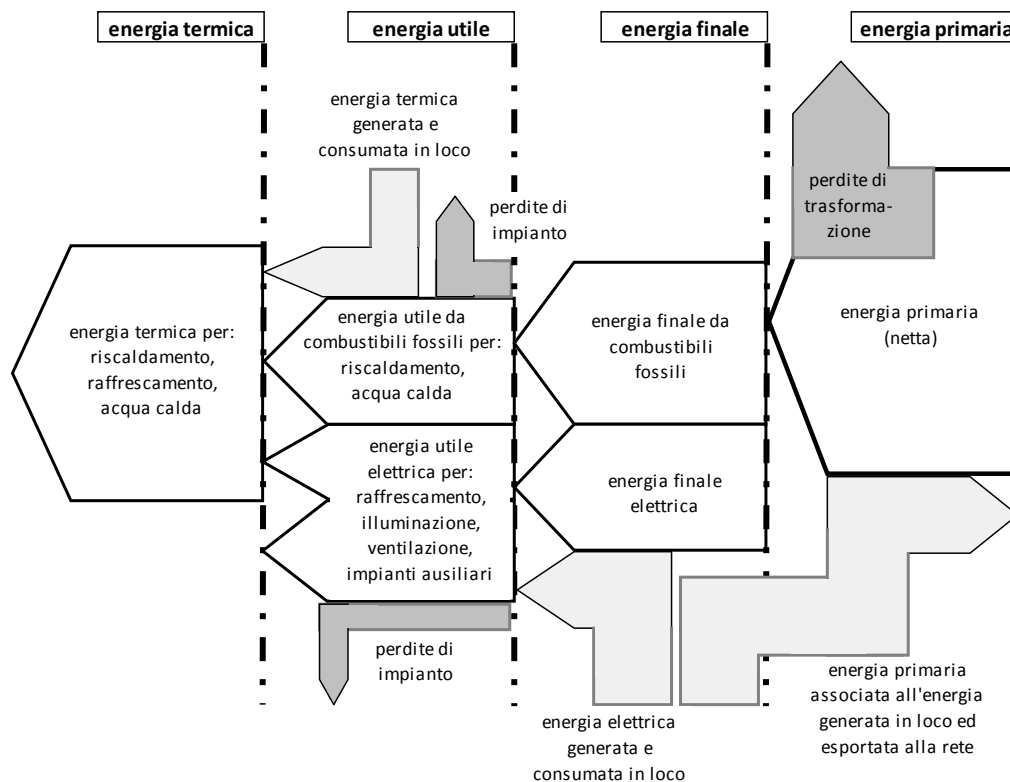 energia termica
energia utile
energia finale
energia primaria
energia termica
generata e
consumata in loco
perdite di
impianto
perdite di
trasforma-
zione
energia termica per:
riscaldamento,
raffrescamento,
acqua calda
energia utile da
combustibili fossili per:
riscaldamento,
acqua calda
energia finale da
combustibili
fossili
energia primaria
(netta)
energia utile
elettrica per:
raffrescamento,
illuminazione,
ventilazione,
impianti ausiliari
energia finale
elettrica
perdite di
impianto
energia elettrica
generata e
consumata in loco
energia primaria
associata all'energia
generata in loco ed
esportata alla rete